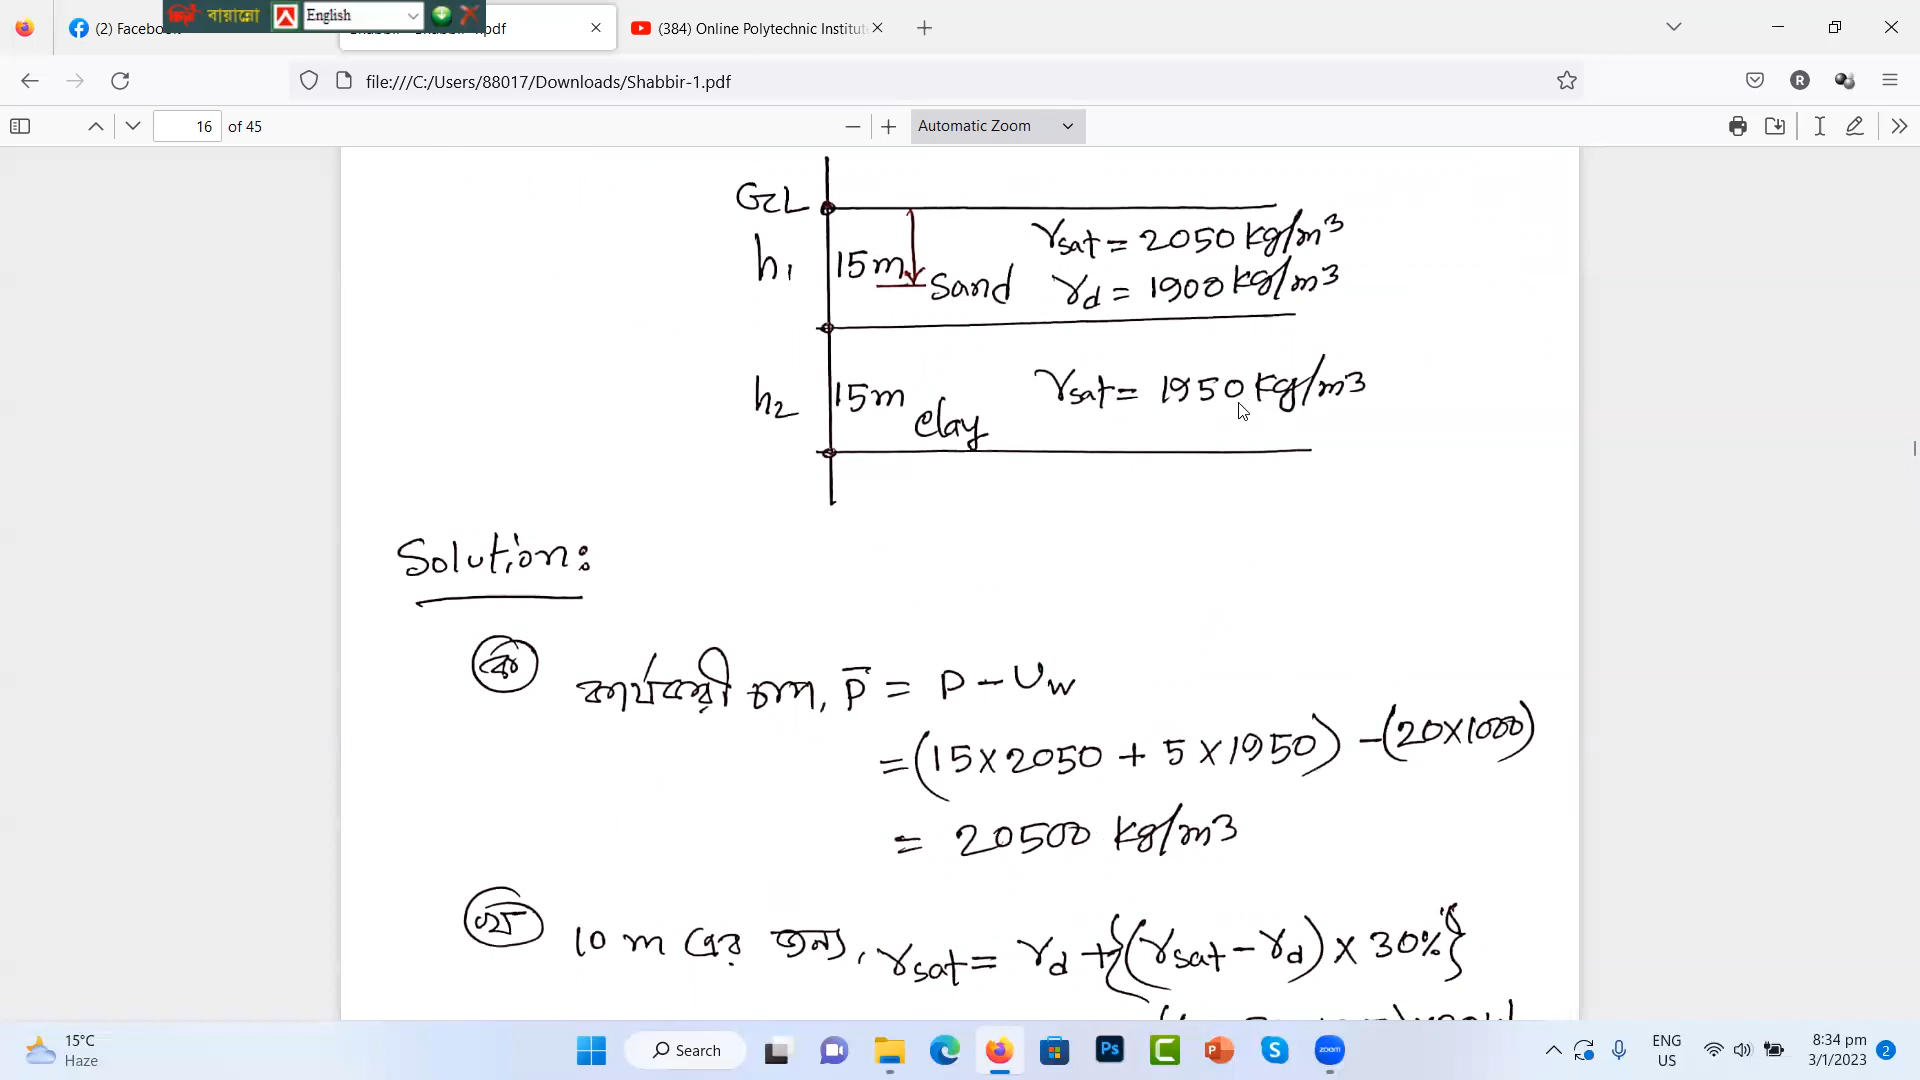 বায়ান্নো English
(2) Facebook
(384) Online Polytechnic Institut
file:///C:/Users/88017/Downloads/Shabbir-1.pdf
R
16 of 45
Automatic Zoom
GL
γsat = 2050 kg/m3
h1 15m Sand γd = 1900 kg/m3
h2 15m Clay γsat = 1950 kg/m3
Solution:
ক কার্যকরী চাপ, p̄ = p - Uw
= (15×2050 + 5×1950) - (20×1000)
= 20500 kg/m3
খ 10 m এর জন্য, γsat = γd + {(γsat - γd) × 30%}
15°C
Haze
Search
Ps
zoom
ENG
US
8:34 pm
3/1/2023
2